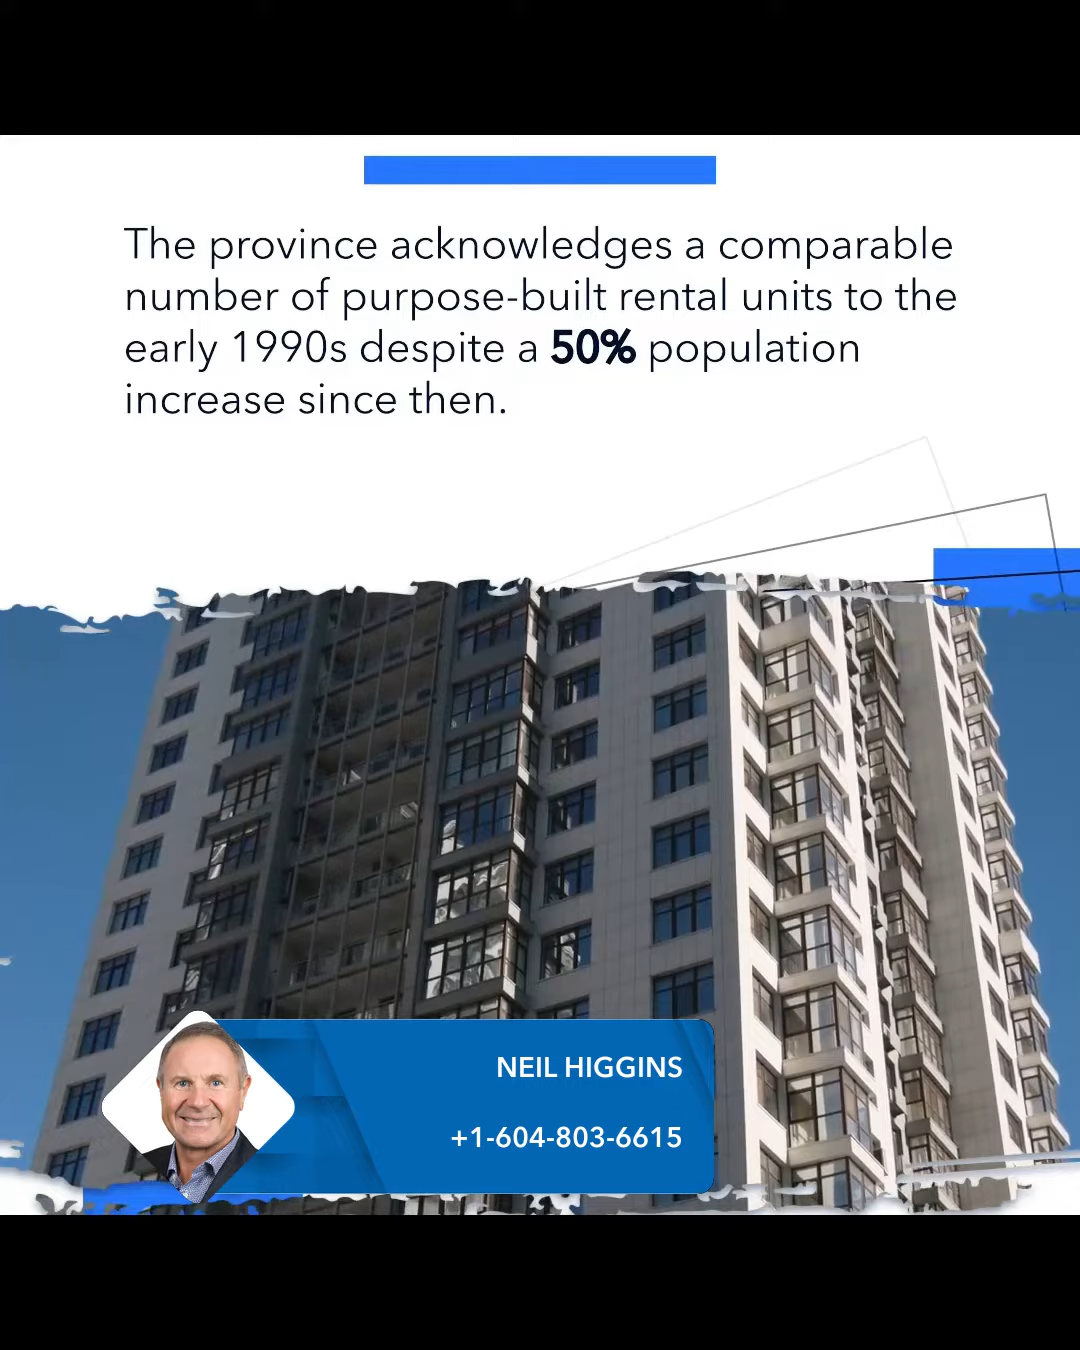 The province acknowledges a comparable
number of purpose-built rental units to the
early 1990s despite a 50% population
increase since then.
NEIL HIGGINS
+1-604-803-6615